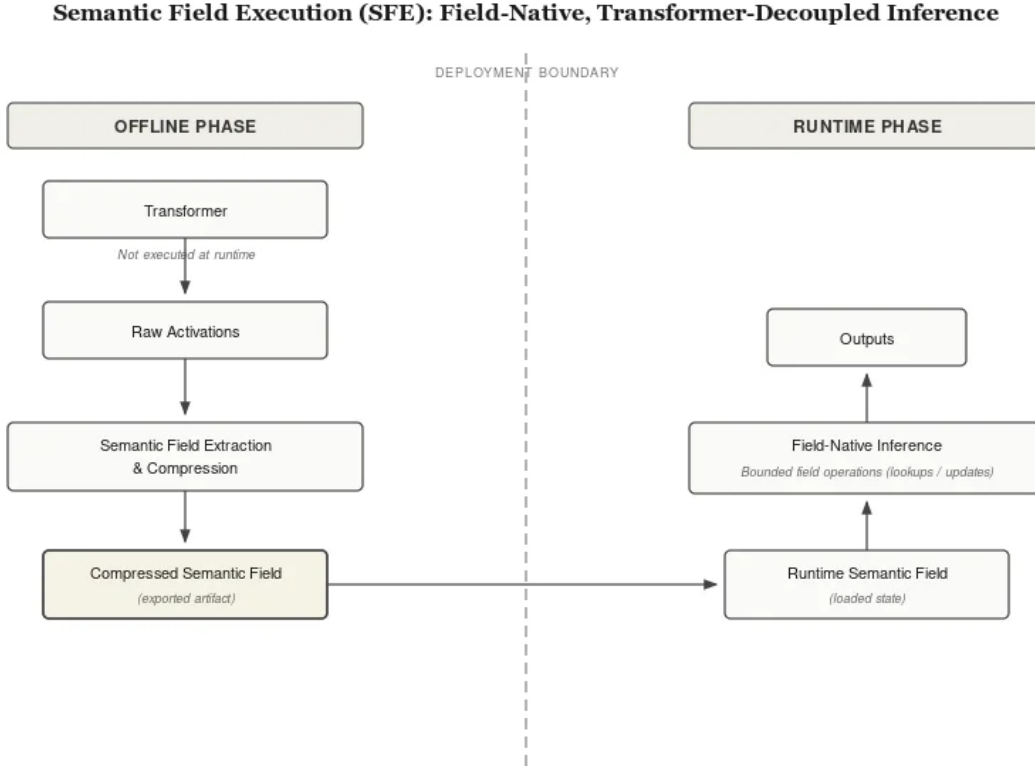 Semantic Field Execution (SFE): Field-Native, Transformer-Decoupled Inference
DEPLOYMENT BOUNDARY
OFFLINE PHASE
Transformer
Not executed at runtime
Raw Activations
Semantic Field Extraction
& Compression
Compressed Semantic Field
(exported artifact)
RUNTIME PHASE
Outputs
Field-Native Inference
Bounded field operations (lookups / updates)
Runtime Semantic Field
(loaded state)